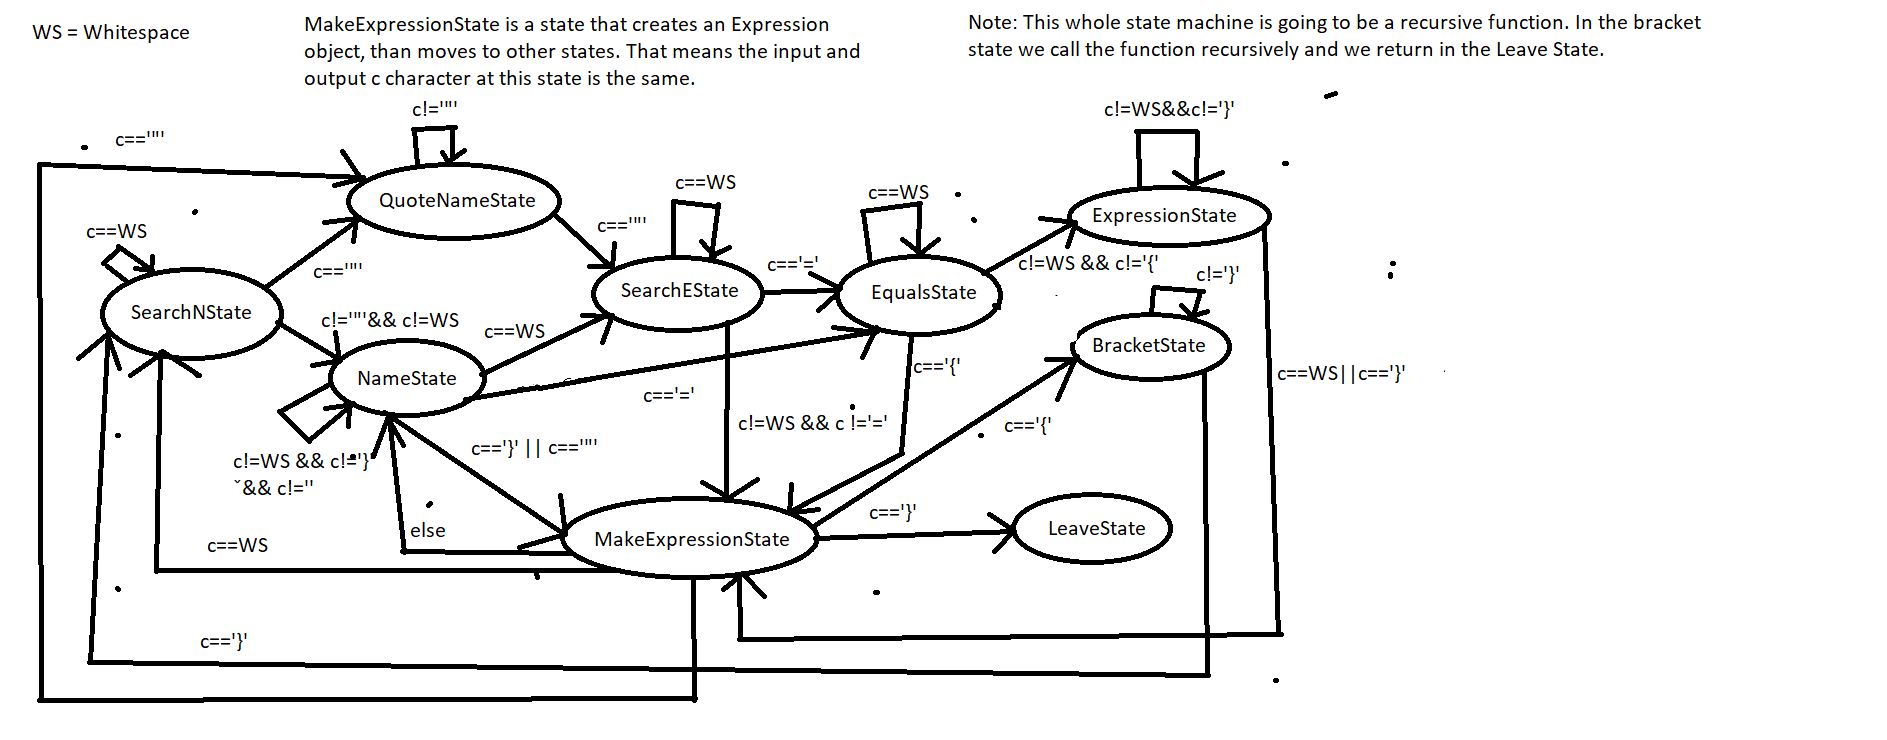 WS = Whitespace
MakeExpressionState is a state that creates an Expression
object, than moves to other states. That means the input and
output c character at this state is the same.
Note: This whole state machine is going to be a recursive function. In the bracket
state we call the function recursively and we return in the Leave State.
c!='"'
c!=WS&&c!='}'
c=='"'
c==WS
c==WS
QuoteNameState
ExpressionState
c=='"'
c==WS
c=='='
c!=WS && c!='{'
c=='"'
c!='}'
SearchEState
EqualsState
SearchNState
c!='"'&& c!=WS
c==WS
BracketState
c=='{'
c==WS||c=='}'
NameState
c=='='
c!=WS && c !='='
c=='{'
c=='}' || c=='"'
c!=WS && c!='}'
&& c!="
c=='}'
else
LeaveState
MakeExpressionState
c==WS
c=='}'